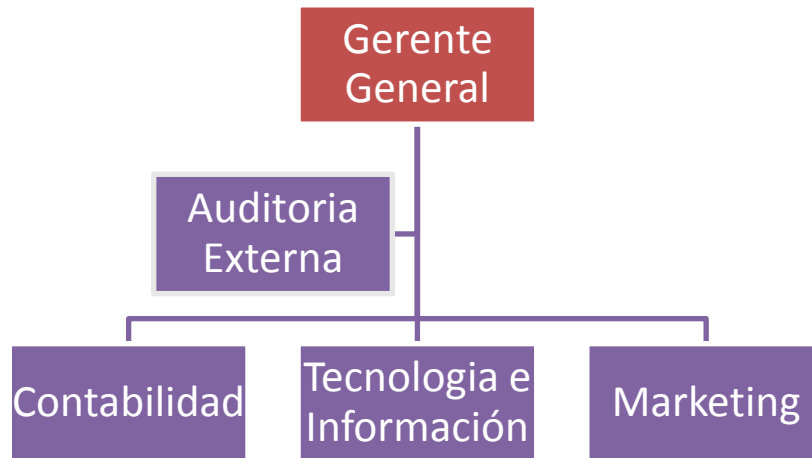 Gerente
General
Auditoria
Externa
Contabilidad
Tecnologia e
Información
Marketing